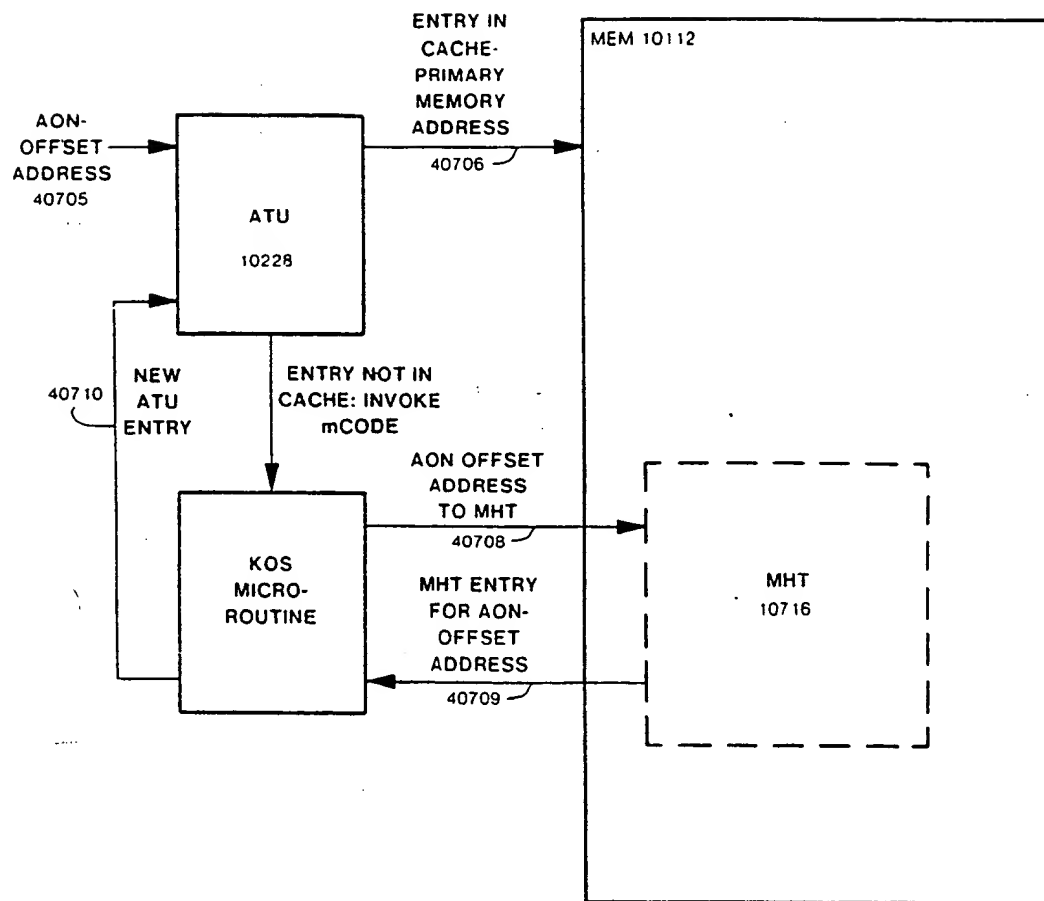 ENTRY IN
CACHE-
PRIMARY
MEMORY
ADDRESS
40706
MEM 10112
AON-
OFFSET
ADDRESS
40705
ATU
10228
40710
NEW
ATU
ENTRY
ENTRY NOT IN
CACHE: INVOKE
mCODE
AON OFFSET
ADDRESS
TO MHT
40708
KOS
MICRO-
ROUTINE
MHT ENTRY
FOR AON-
OFFSET
ADDRESS
40709
MHT
10716